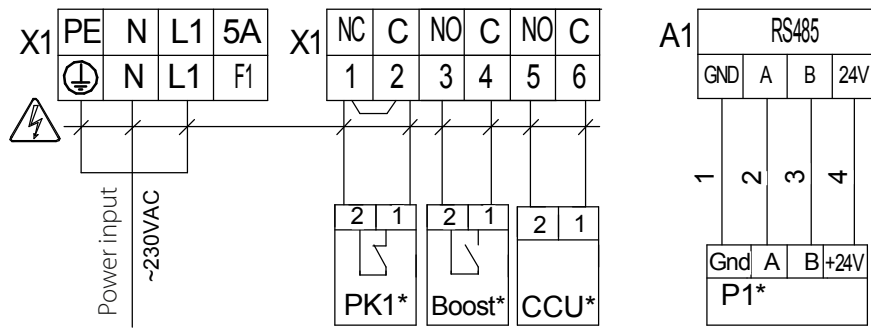 X1 PE N L1 5A
N L1 F1
Power input
~230VAC
X1 NC C NO C NO C
1 2 3 4 5 6
2 1
PK1*
2 1
Boost*
2 1
CCU*
A1 RS485
GND A B 24V
1 2 3 4
Gnd A B +24V
P1*